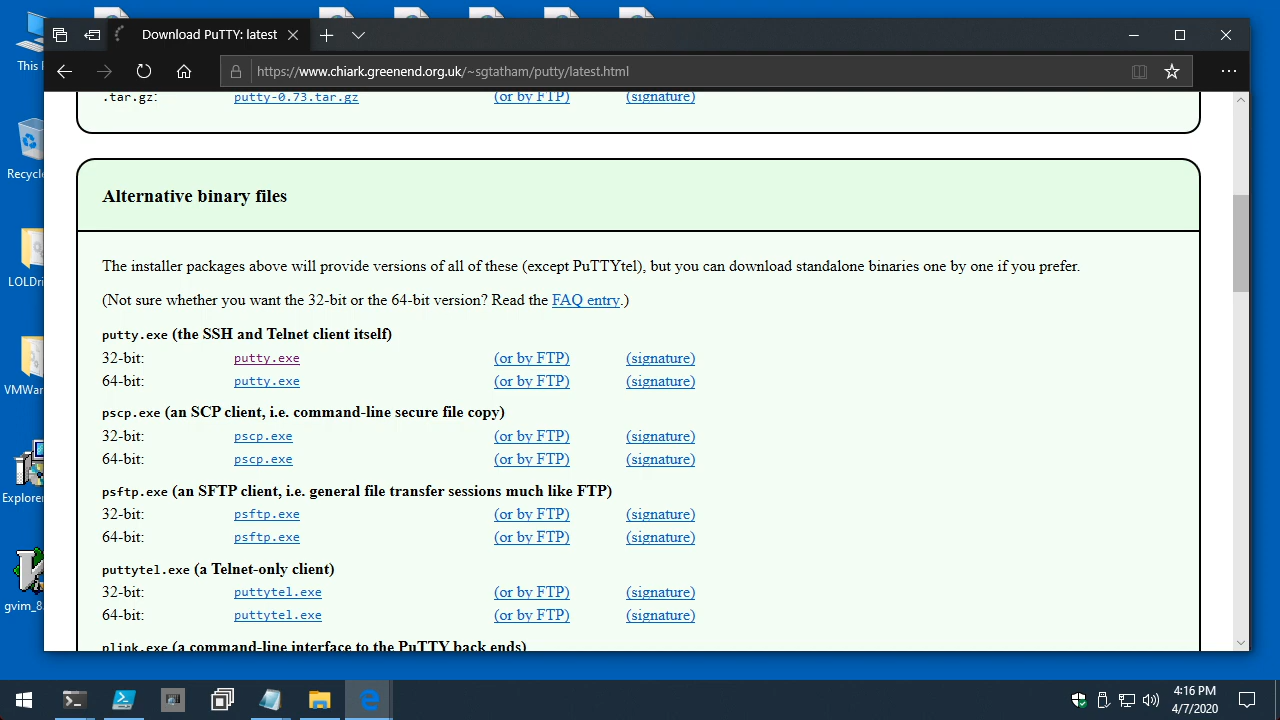 Download PuTTY: latest
https://www.chiark.greenend.org.uk/~sgtatham/putty/latest.html
.tar.gz: putty-0.73.tar.gz (or by FTP) (signature)
Alternative binary files
The installer packages above will provide versions of all of these (except PuTTYtel), but you can download standalone binaries one by one if you prefer.
(Not sure whether you want the 32-bit or the 64-bit version? Read the FAQ entry.)
putty.exe (the SSH and Telnet client itself)
32-bit: putty.exe (or by FTP) (signature)
64-bit: putty.exe (or by FTP) (signature)
pscp.exe (an SCP client, i.e. command-line secure file copy)
32-bit: pscp.exe (or by FTP) (signature)
64-bit: pscp.exe (or by FTP) (signature)
psftp.exe (an SFTP client, i.e. general file transfer sessions much like FTP)
32-bit: psftp.exe (or by FTP) (signature)
64-bit: psftp.exe (or by FTP) (signature)
puttytel.exe (a Telnet-only client)
32-bit: puttytel.exe (or by FTP) (signature)
64-bit: puttytel.exe (or by FTP) (signature)
plink.exe (a command-line interface to the PuTTY back ends)
This
Recycle
LOLDri
VMWar
Explorer
gvim_8
4:16 PM
4/7/2020